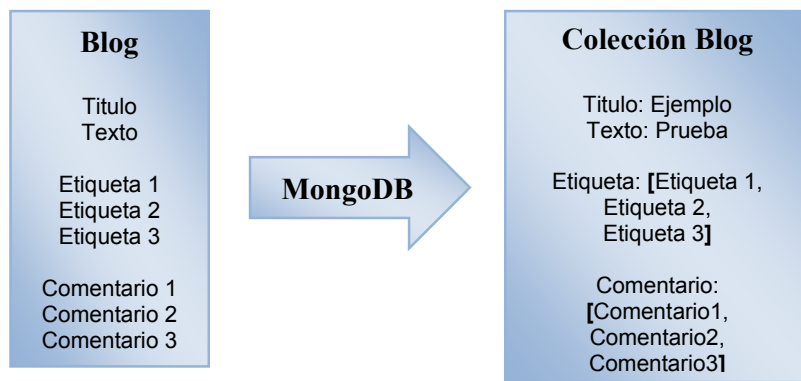 Blog
Titulo
Texto
Etiqueta 1
Etiqueta 2
Etiqueta 3
Comentario 1
Comentario 2
Comentario 3
MongoDB
Colección Blog
Titulo: Ejemplo
Texto: Prueba
Etiqueta: [Etiqueta 1,
Etiqueta 2,
Etiqueta 3]
Comentario:
[Comentario1,
Comentario2,
Comentario3]